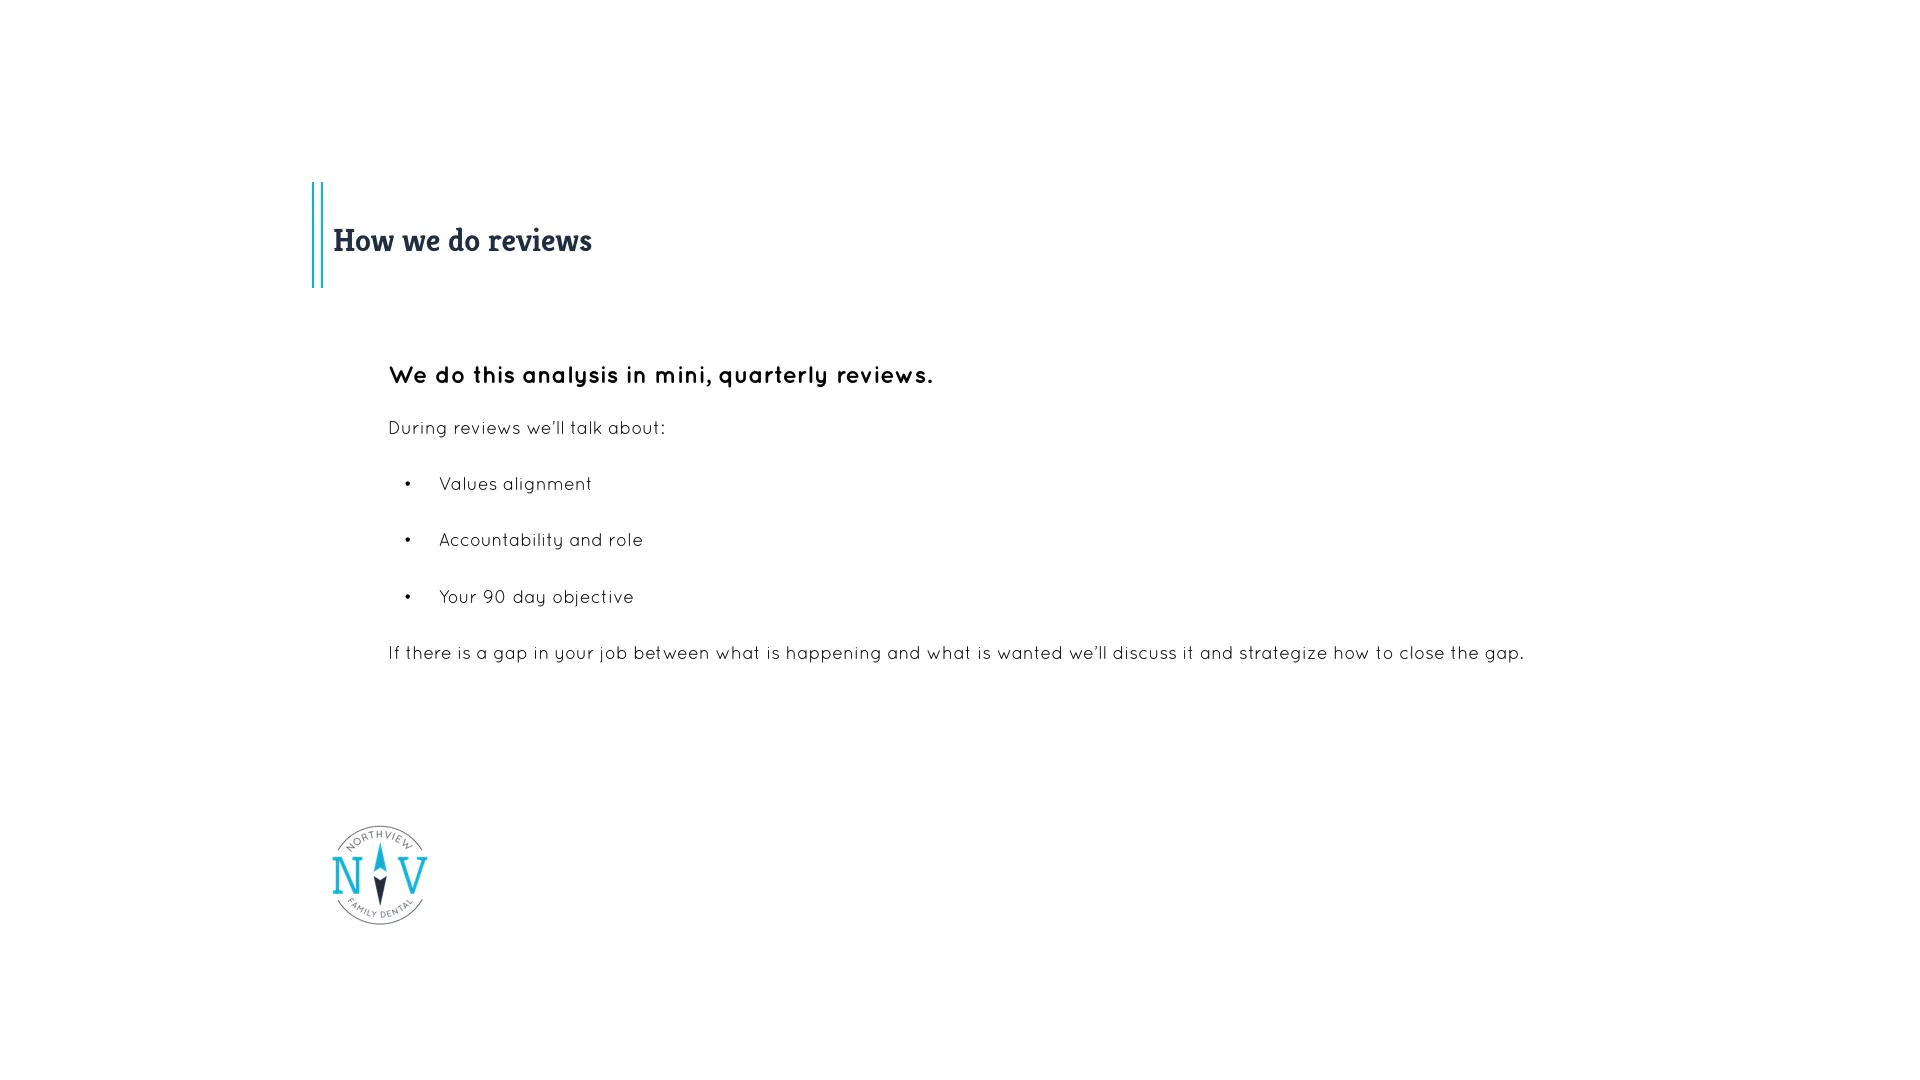 How we do reviews
We do this analysis in mini, quarterly reviews.
During reviews we’ll talk about:
• Values alignment
• Accountability and role
• Your 90 day objective
If there is a gap in your job between what is happening and what is wanted we’ll discuss it and strategize how to close the gap.
NORTHVIEW
N V
FAMILY DENTAL